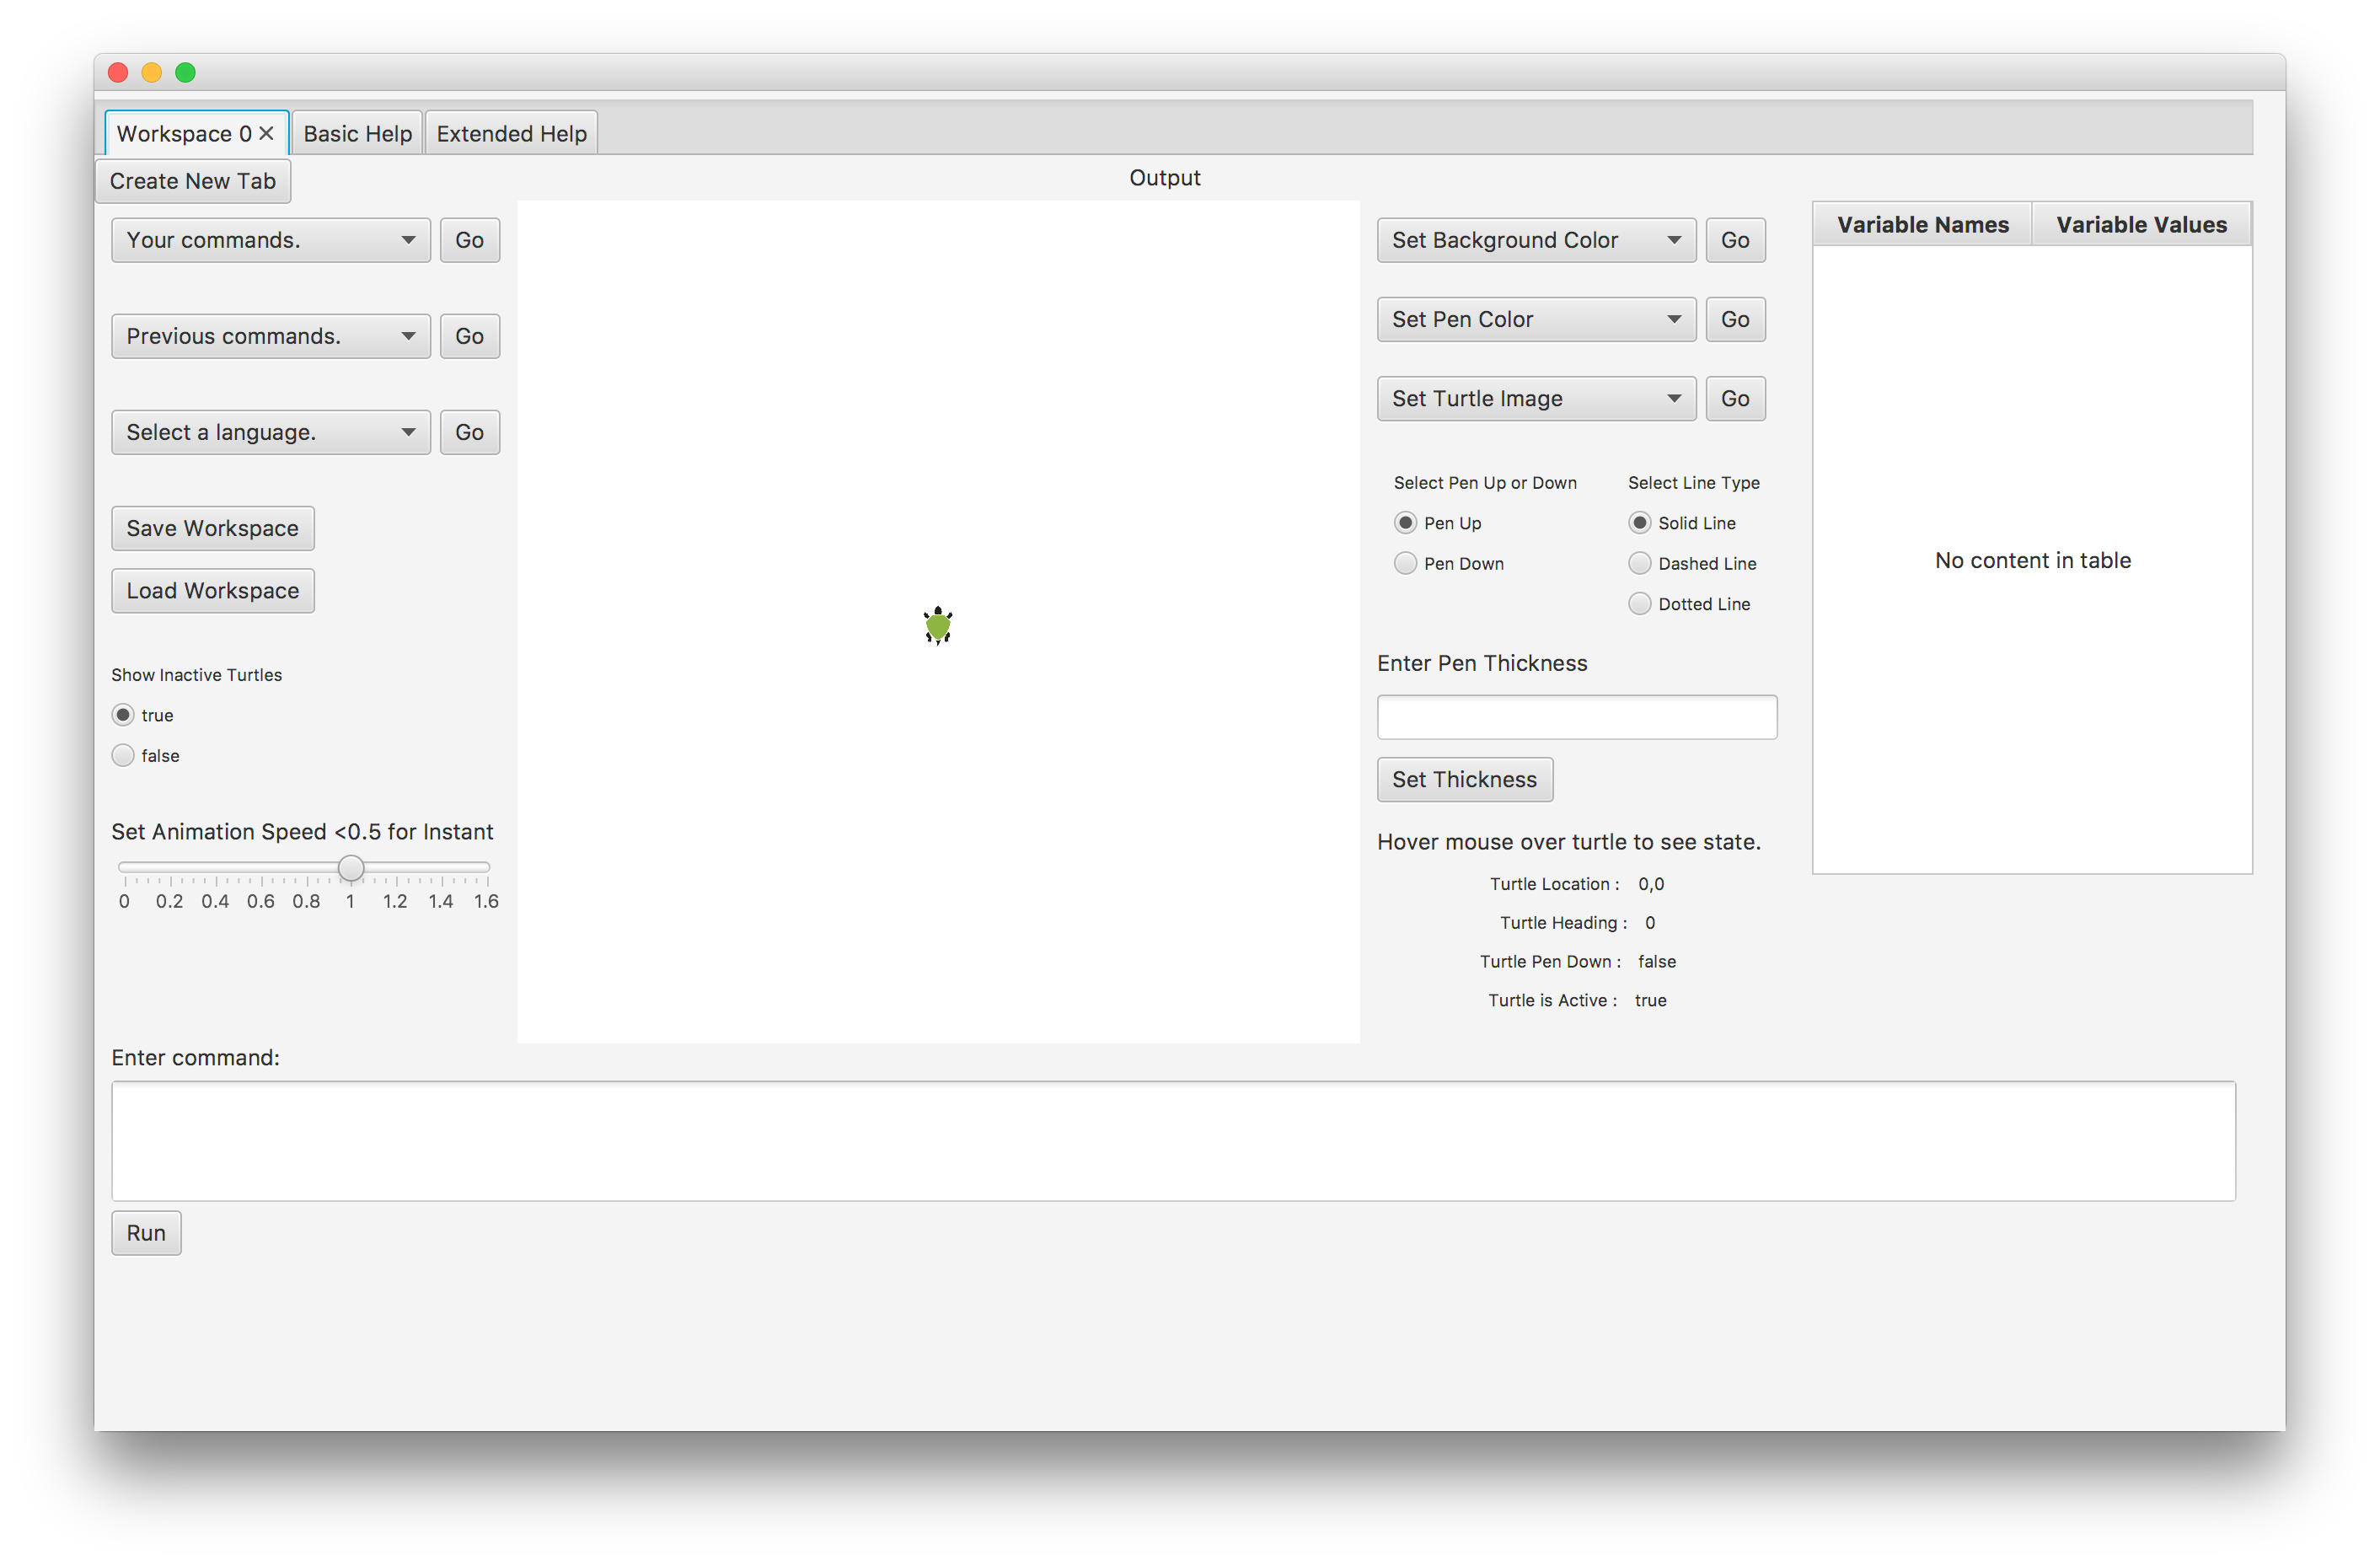 Workspace 0 Basic Help Extended Help
Create New Tab
Output
Your commands. Go
Previous commands. Go
Select a language. Go
Save Workspace
Load Workspace
Show Inactive Turtles
true
false
Set Animation Speed <0.5 for Instant
0 0.2 0.4 0.6 0.8 1 1.2 1.4 1.6
Set Background Color Go
Set Pen Color Go
Set Turtle Image Go
Select Pen Up or Down
Pen Up
Pen Down
Select Line Type
Solid Line
Dashed Line
Dotted Line
Enter Pen Thickness
Set Thickness
Hover mouse over turtle to see state.
Turtle Location : 0,0
Turtle Heading : 0
Turtle Pen Down : false
Turtle is Active : true
Variable Names Variable Values
No content in table
Enter command:
Run